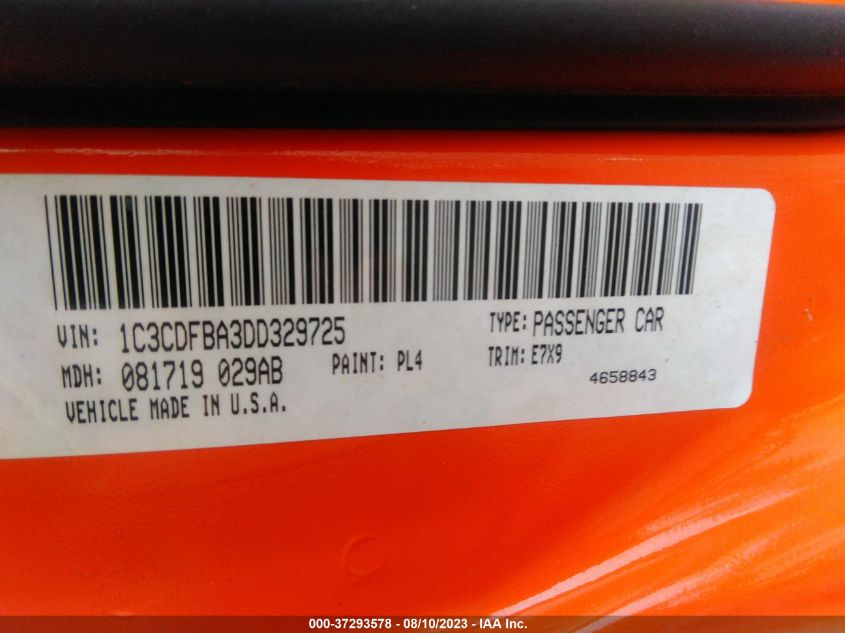 VIN: 1C3CDFBA3DD329725 TYPE: PASSENGER CAR
MDH: 081719 029AB PAINT: PL4 TRIM: E7X9
VEHICLE MADE IN U.S.A. 4658843
000-37293578 - 08/10/2023 - IAA Inc.